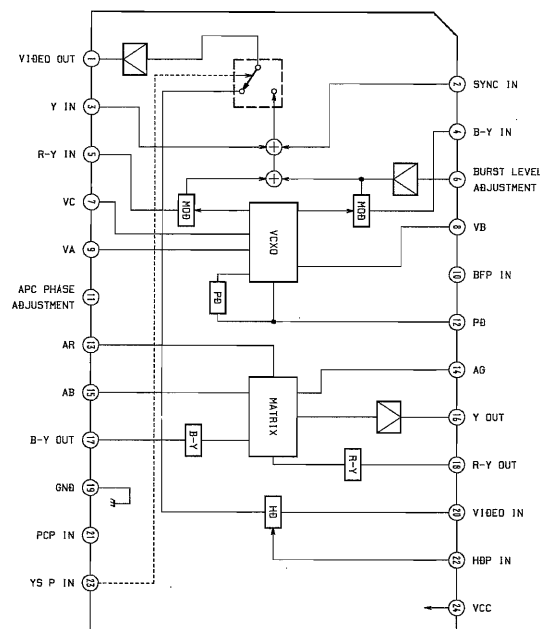 VIDEO OUT 1
2 SYNC IN
Y IN 3
4 B-Y IN
R-Y IN 5
6 BURST LEVEL
ADJUSTMENT
MOD
MOD
VC 7
8 VB
VCXO
VA 9
10 BFP IN
APC PHASE
ADJUSTMENT 11
PD
12 PD
AR 13
14 AG
AB 15
MATRIX
16 Y OUT
B-Y OUT 17
B-Y
R-Y
18 R-Y OUT
GND 19
HD
20 VIDEO IN
PCP IN 21
22 HDP IN
YS P IN 23
24 VCC